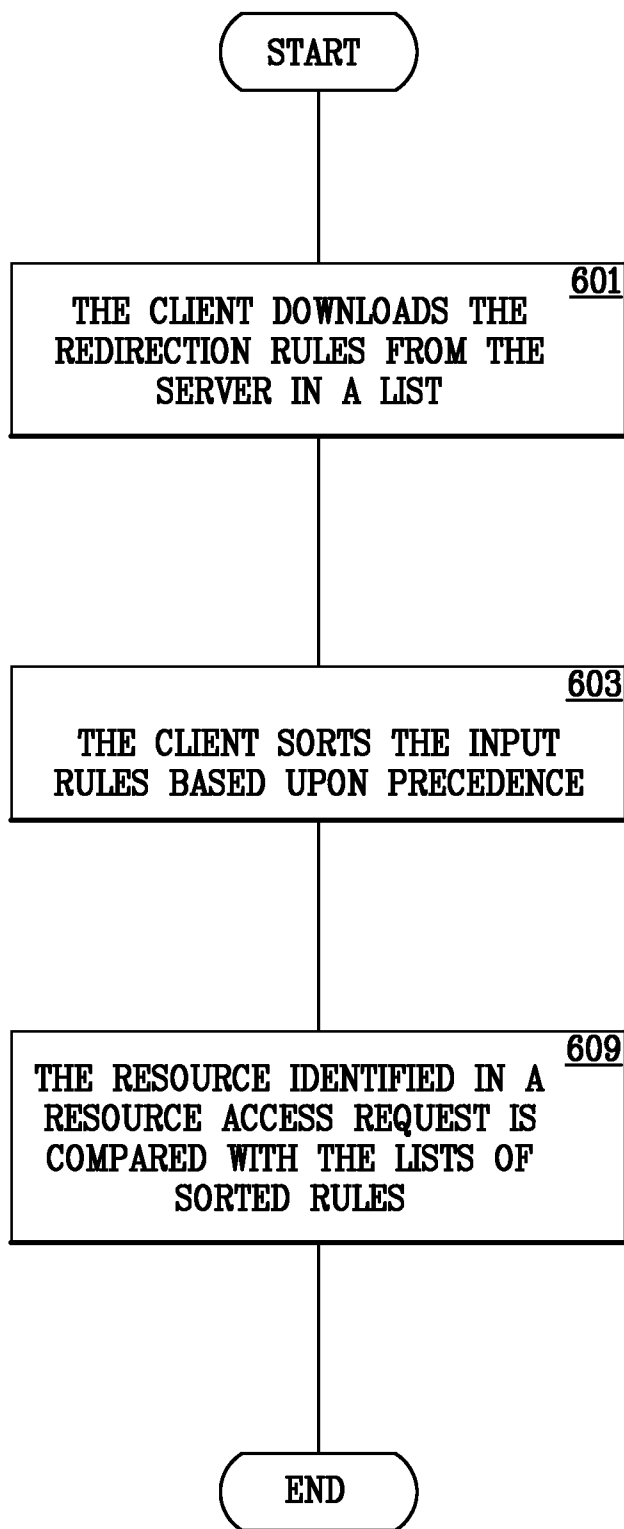 START
601
THE CLIENT DOWNLOADS THE
REDIRECTION RULES FROM THE
SERVER IN A LIST
603
THE CLIENT SORTS THE INPUT
RULES BASED UPON PRECEDENCE
609
THE RESOURCE IDENTIFIED IN A
RESOURCE ACCESS REQUEST IS
COMPARED WITH THE LISTS OF
SORTED RULES
END